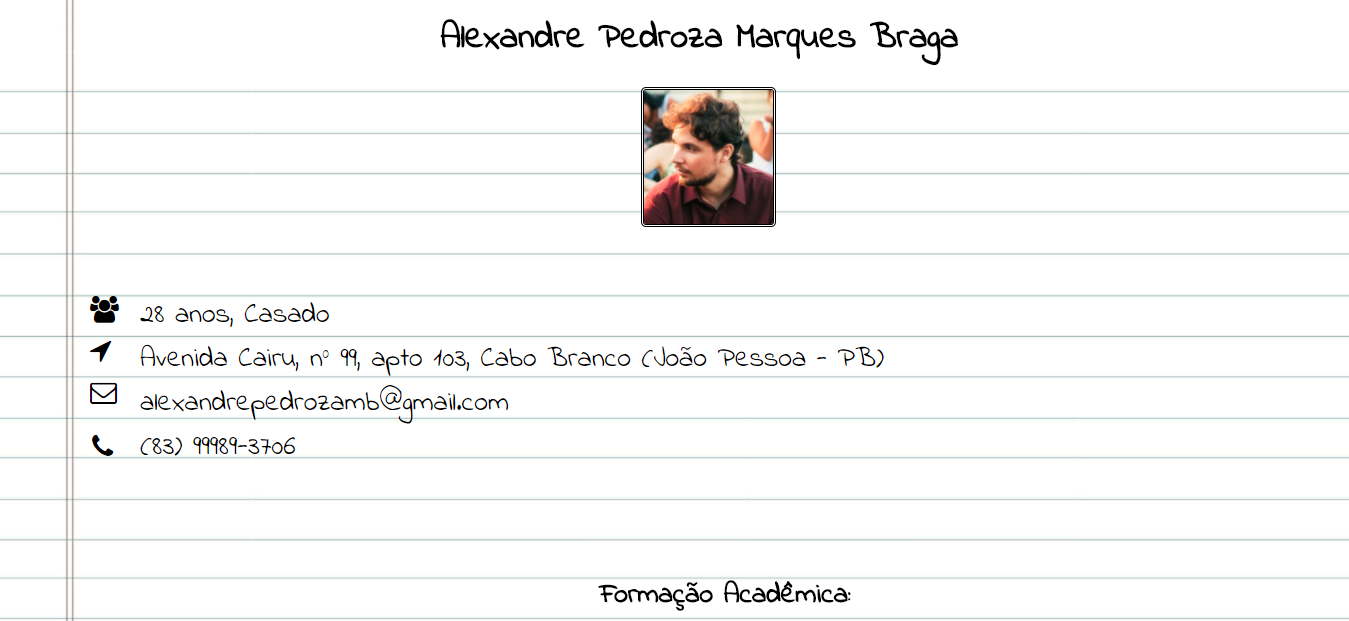 Alexandre Pedroza Marques Braga
28 anos, Casado
Avenida Cairu, nº 99, apto 103, Cabo Branco (João Pessoa - PB)
alexandrepedrozamb@gmail.com
(83) 99989-3706
Formação Acadêmica: